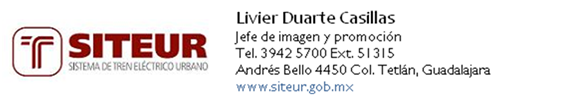 Livier Duarte Casillas
Jefe de imagen y promoción
Tel. 3942 5700 Ext. 51315
Andrés Bello 4450 Col. Tetlán, Guadalajara
www.siteur.gob.mx
SITEUR
SISTEMA DE TREN ELÉCTRICO URBANO